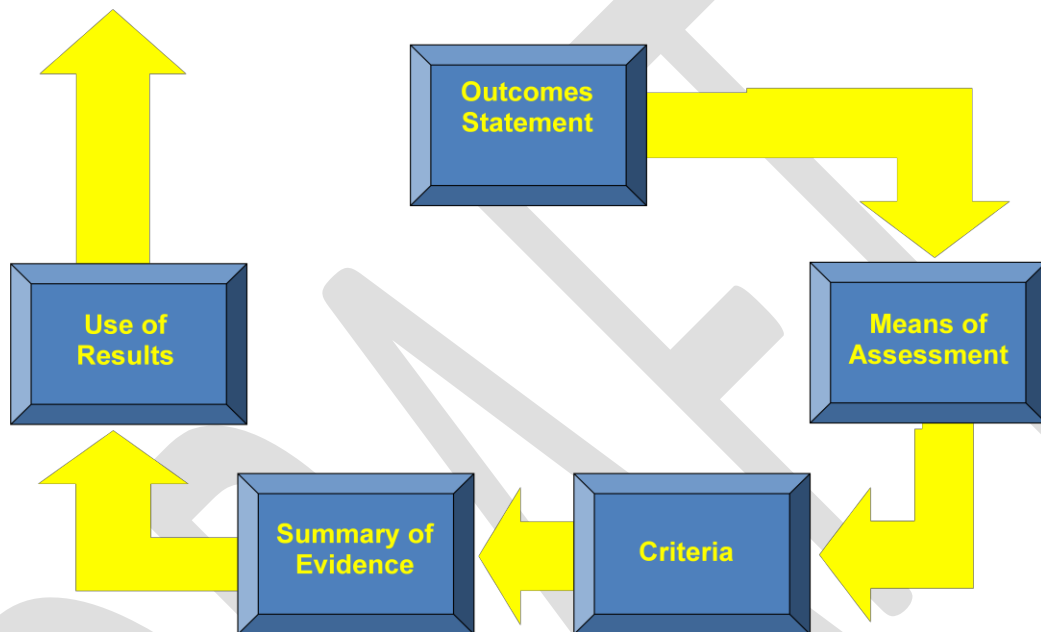 Outcomes
Statement
Use of
Results
Means of
Assessment
Summary of
Evidence
Criteria